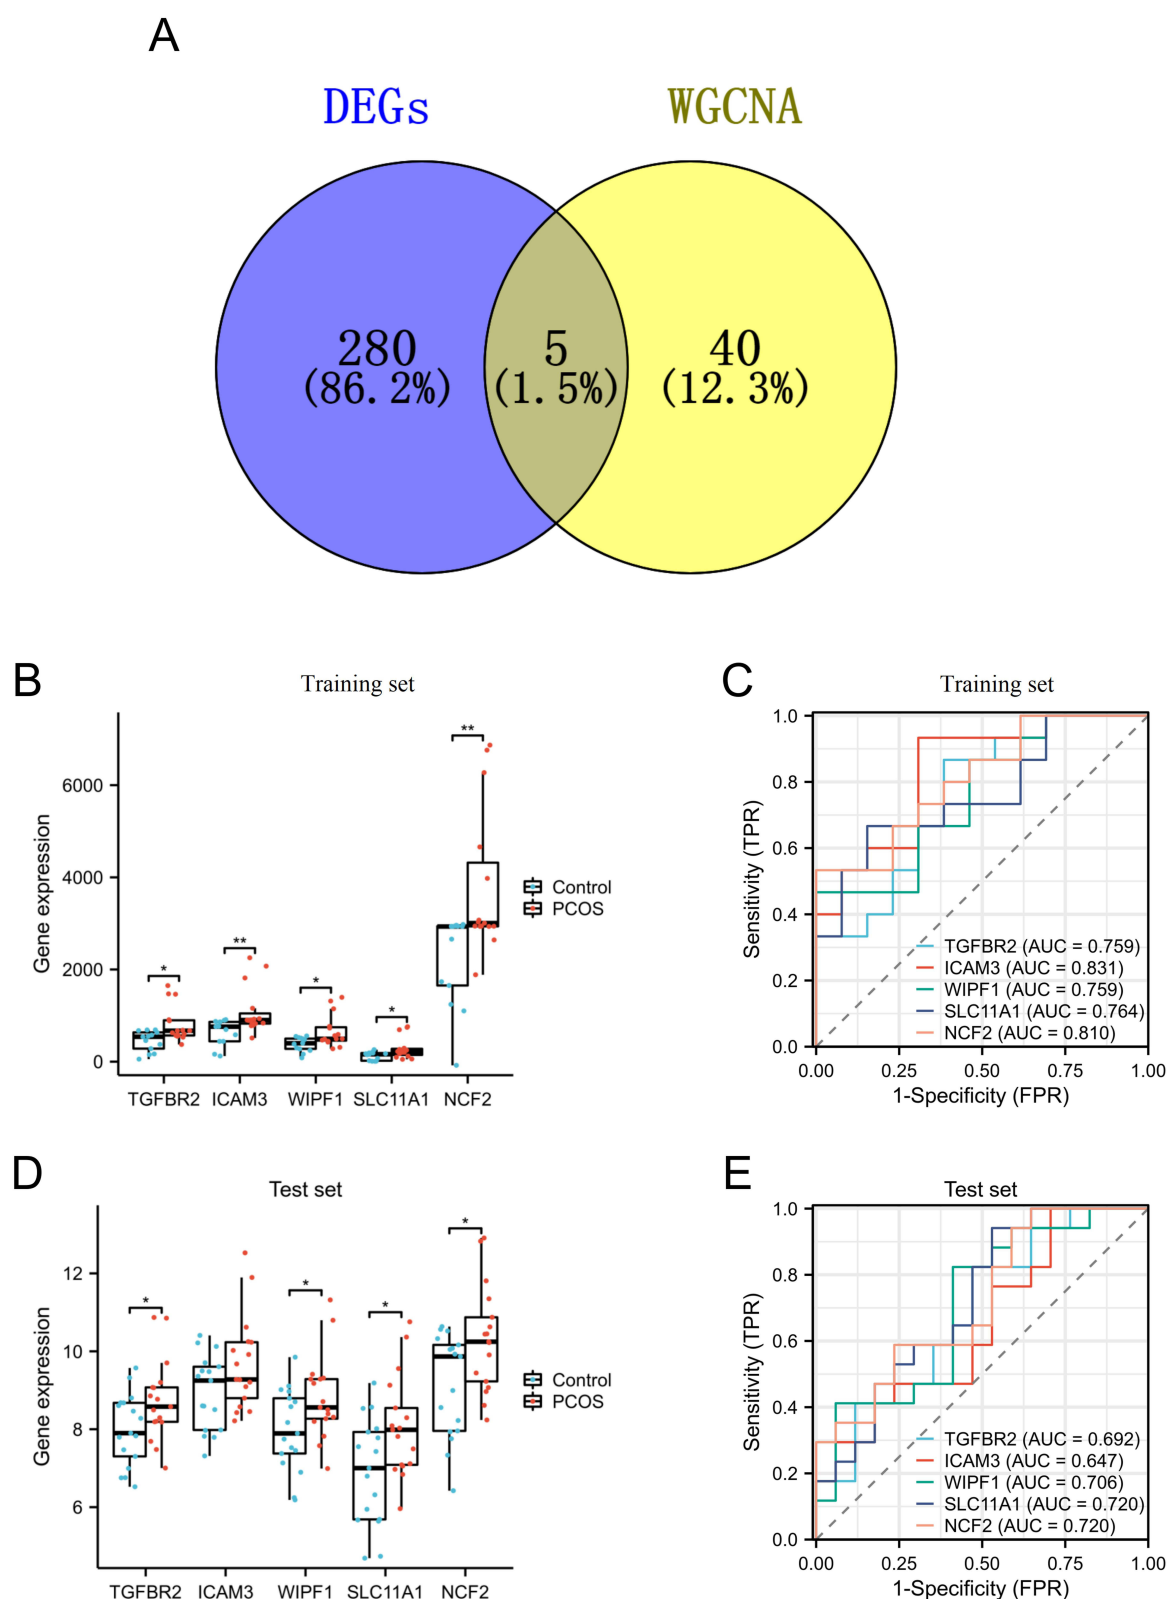 A
DEGs
WGCNA
280
(86.2%)
5
(1.5%)
40
(12.3%)
B
Training set
Gene expression
6000
4000
2000
0
*
**
*
*
**
TGFBR2
ICAM3
WIPF1
SLC11A1
NCF2
Control
PCOS
C
Training set
Sensitivity (TPR)
1.0
0.8
0.6
0.4
0.2
0.0
TGFBR2 (AUC = 0.759)
ICAM3 (AUC = 0.831)
WIPF1 (AUC = 0.759)
SLC11A1 (AUC = 0.764)
NCF2 (AUC = 0.810)
0.00
0.25
0.50
0.75
1.00
1-Specificity (FPR)
D
Test set
Gene expression
12
10
8
6
*
*
*
*
TGFBR2
ICAM3
WIPF1
SLC11A1
NCF2
Control
PCOS
E
Test set
Sensitivity (TPR)
1.0
0.8
0.6
0.4
0.2
0.0
TGFBR2 (AUC = 0.692)
ICAM3 (AUC = 0.647)
WIPF1 (AUC = 0.706)
SLC11A1 (AUC = 0.720)
NCF2 (AUC = 0.720)
0.00
0.25
0.50
0.75
1.00
1-Specificity (FPR)